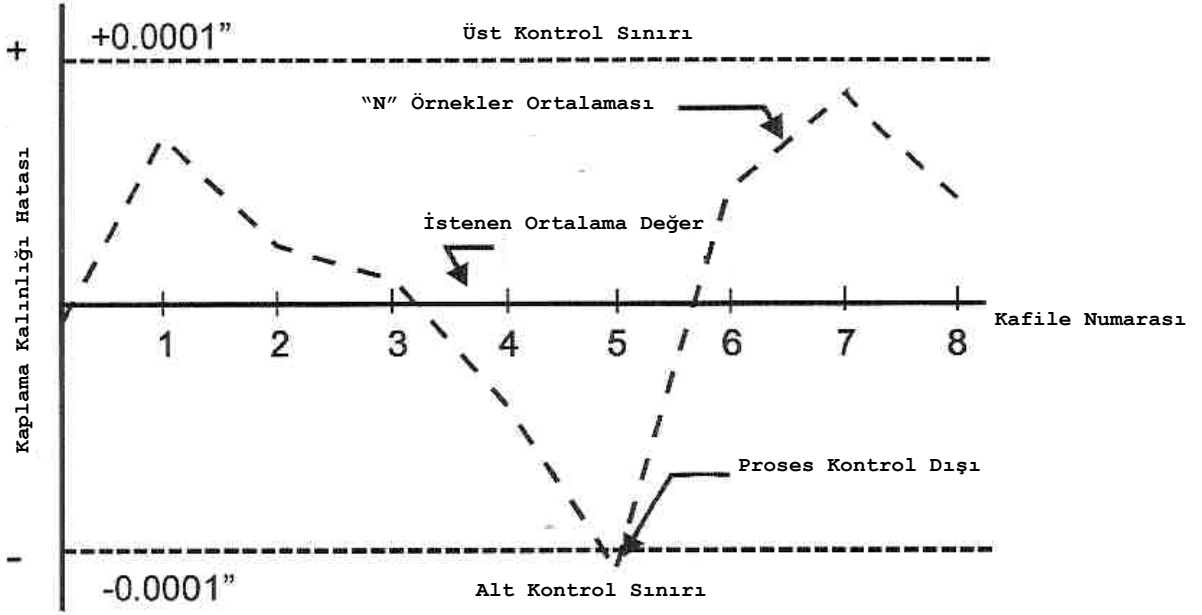 +
+0.0001”
Üst Kontrol Sınırı
“N” Örnekler Ortalaması
Kaplama Kalınlığı Hatası
İstenen Ortalama Değer
1 2 3 4 5 6 7 8
Kafile Numarası
Proses Kontrol Dışı
-
-0.0001”
Alt Kontrol Sınırı